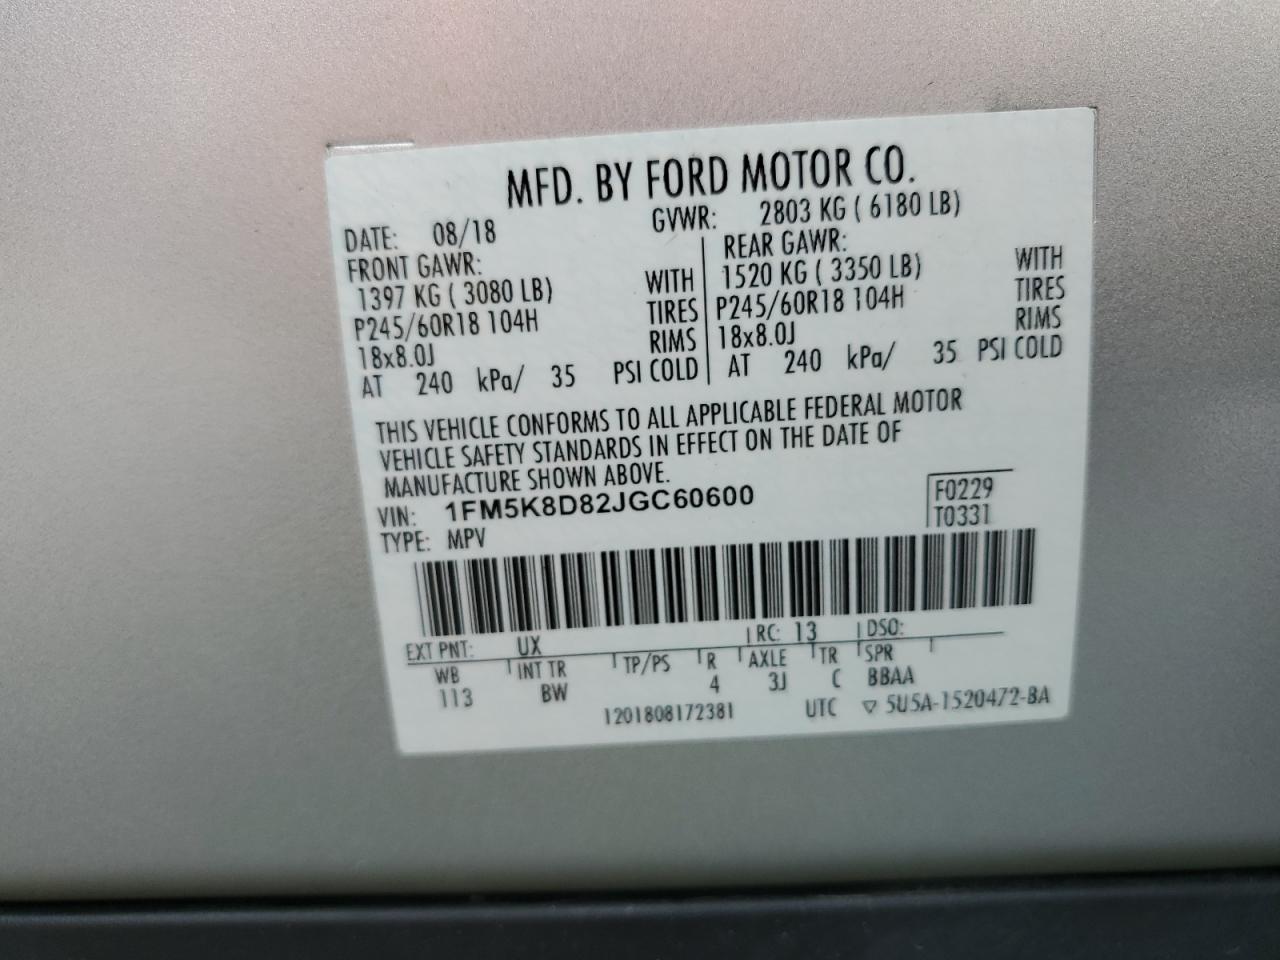 MFD. BY FORD MOTOR CO.
DATE: 08/18 GVWR: 2803 KG ( 6180 LB)
FRONT GAWR: REAR GAWR:
1397 KG ( 3080 LB) WITH 1520 KG ( 3350 LB) WITH
P245/60R18 104H TIRES P245/60R18 104H TIRES
18x8.0J RIMS 18x8.0J RIMS
AT 240 kPa/ 35 PSI COLD AT 240 kPa/ 35 PSI COLD
THIS VEHICLE CONFORMS TO ALL APPLICABLE FEDERAL MOTOR
VEHICLE SAFETY STANDARDS IN EFFECT ON THE DATE OF
MANUFACTURE SHOWN ABOVE.
VIN: 1FM5K8D82JGC60600 F0229
TYPE: MPV T0331
EXT PNT: UX RC: 13 DSO:
WB INT TR TP/PS R AXLE TR SPR
113 BW 4 3J C BBAA
1201808172381 UTC ▽ 5U5A-1520472-BA